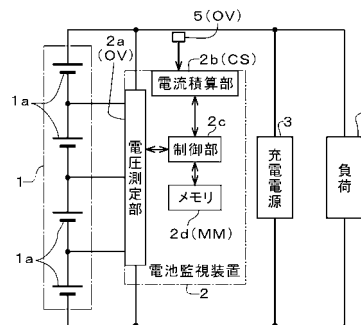 5(OV)
2a
(OV)
2b(CS)
電流積算部
1a
2c
3
電圧測定部
制御部
充電電源
負荷
1
メモリ
1a
2d(MM)
電池監視装置
2